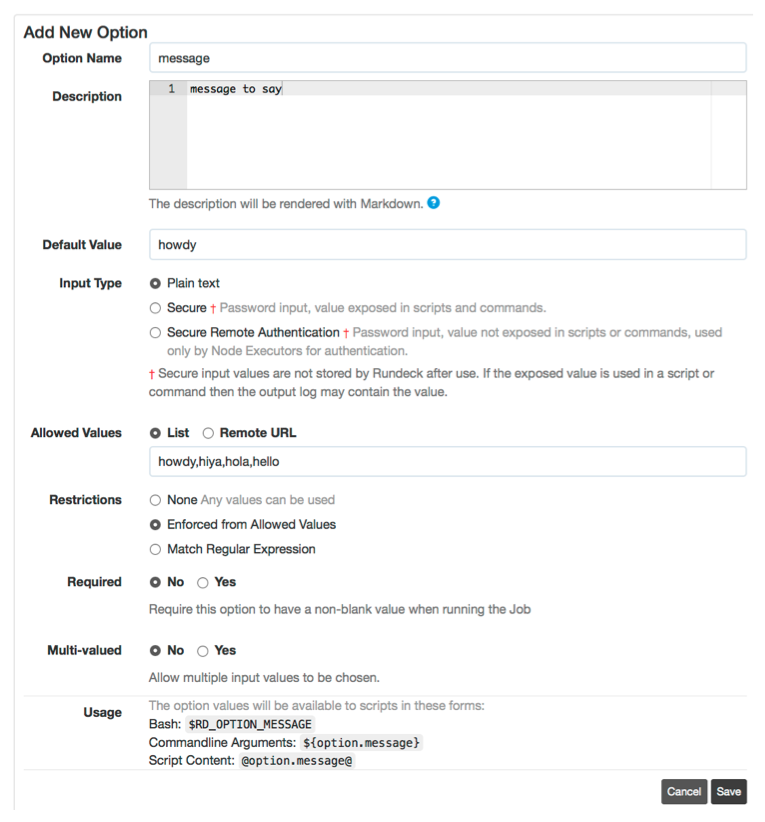 Add New Option
Option Name
message
Description
1 message to say
The description will be rendered with Markdown. ?
Default Value
howdy
Input Type
Plain text
Secure † Password input, value exposed in scripts and commands.
Secure Remote Authentication † Password input, value not exposed in scripts or commands, used
only by Node Executors for authentication.
† Secure input values are not stored by Rundeck after use. If the exposed value is used in a script or
command then the output log may contain the value.
Allowed Values
List Remote URL
howdy,hiya,hola,hello
Restrictions
None Any values can be used
Enforced from Allowed Values
Match Regular Expression
Required
No Yes
Require this option to have a non-blank value when running the Job
Multi-valued
No Yes
Allow multiple input values to be chosen.
Usage
The option values will be available to scripts in these forms:
Bash: $RD_OPTION_MESSAGE
Commandline Arguments: ${option.message}
Script Content: @option.message@
Cancel Save